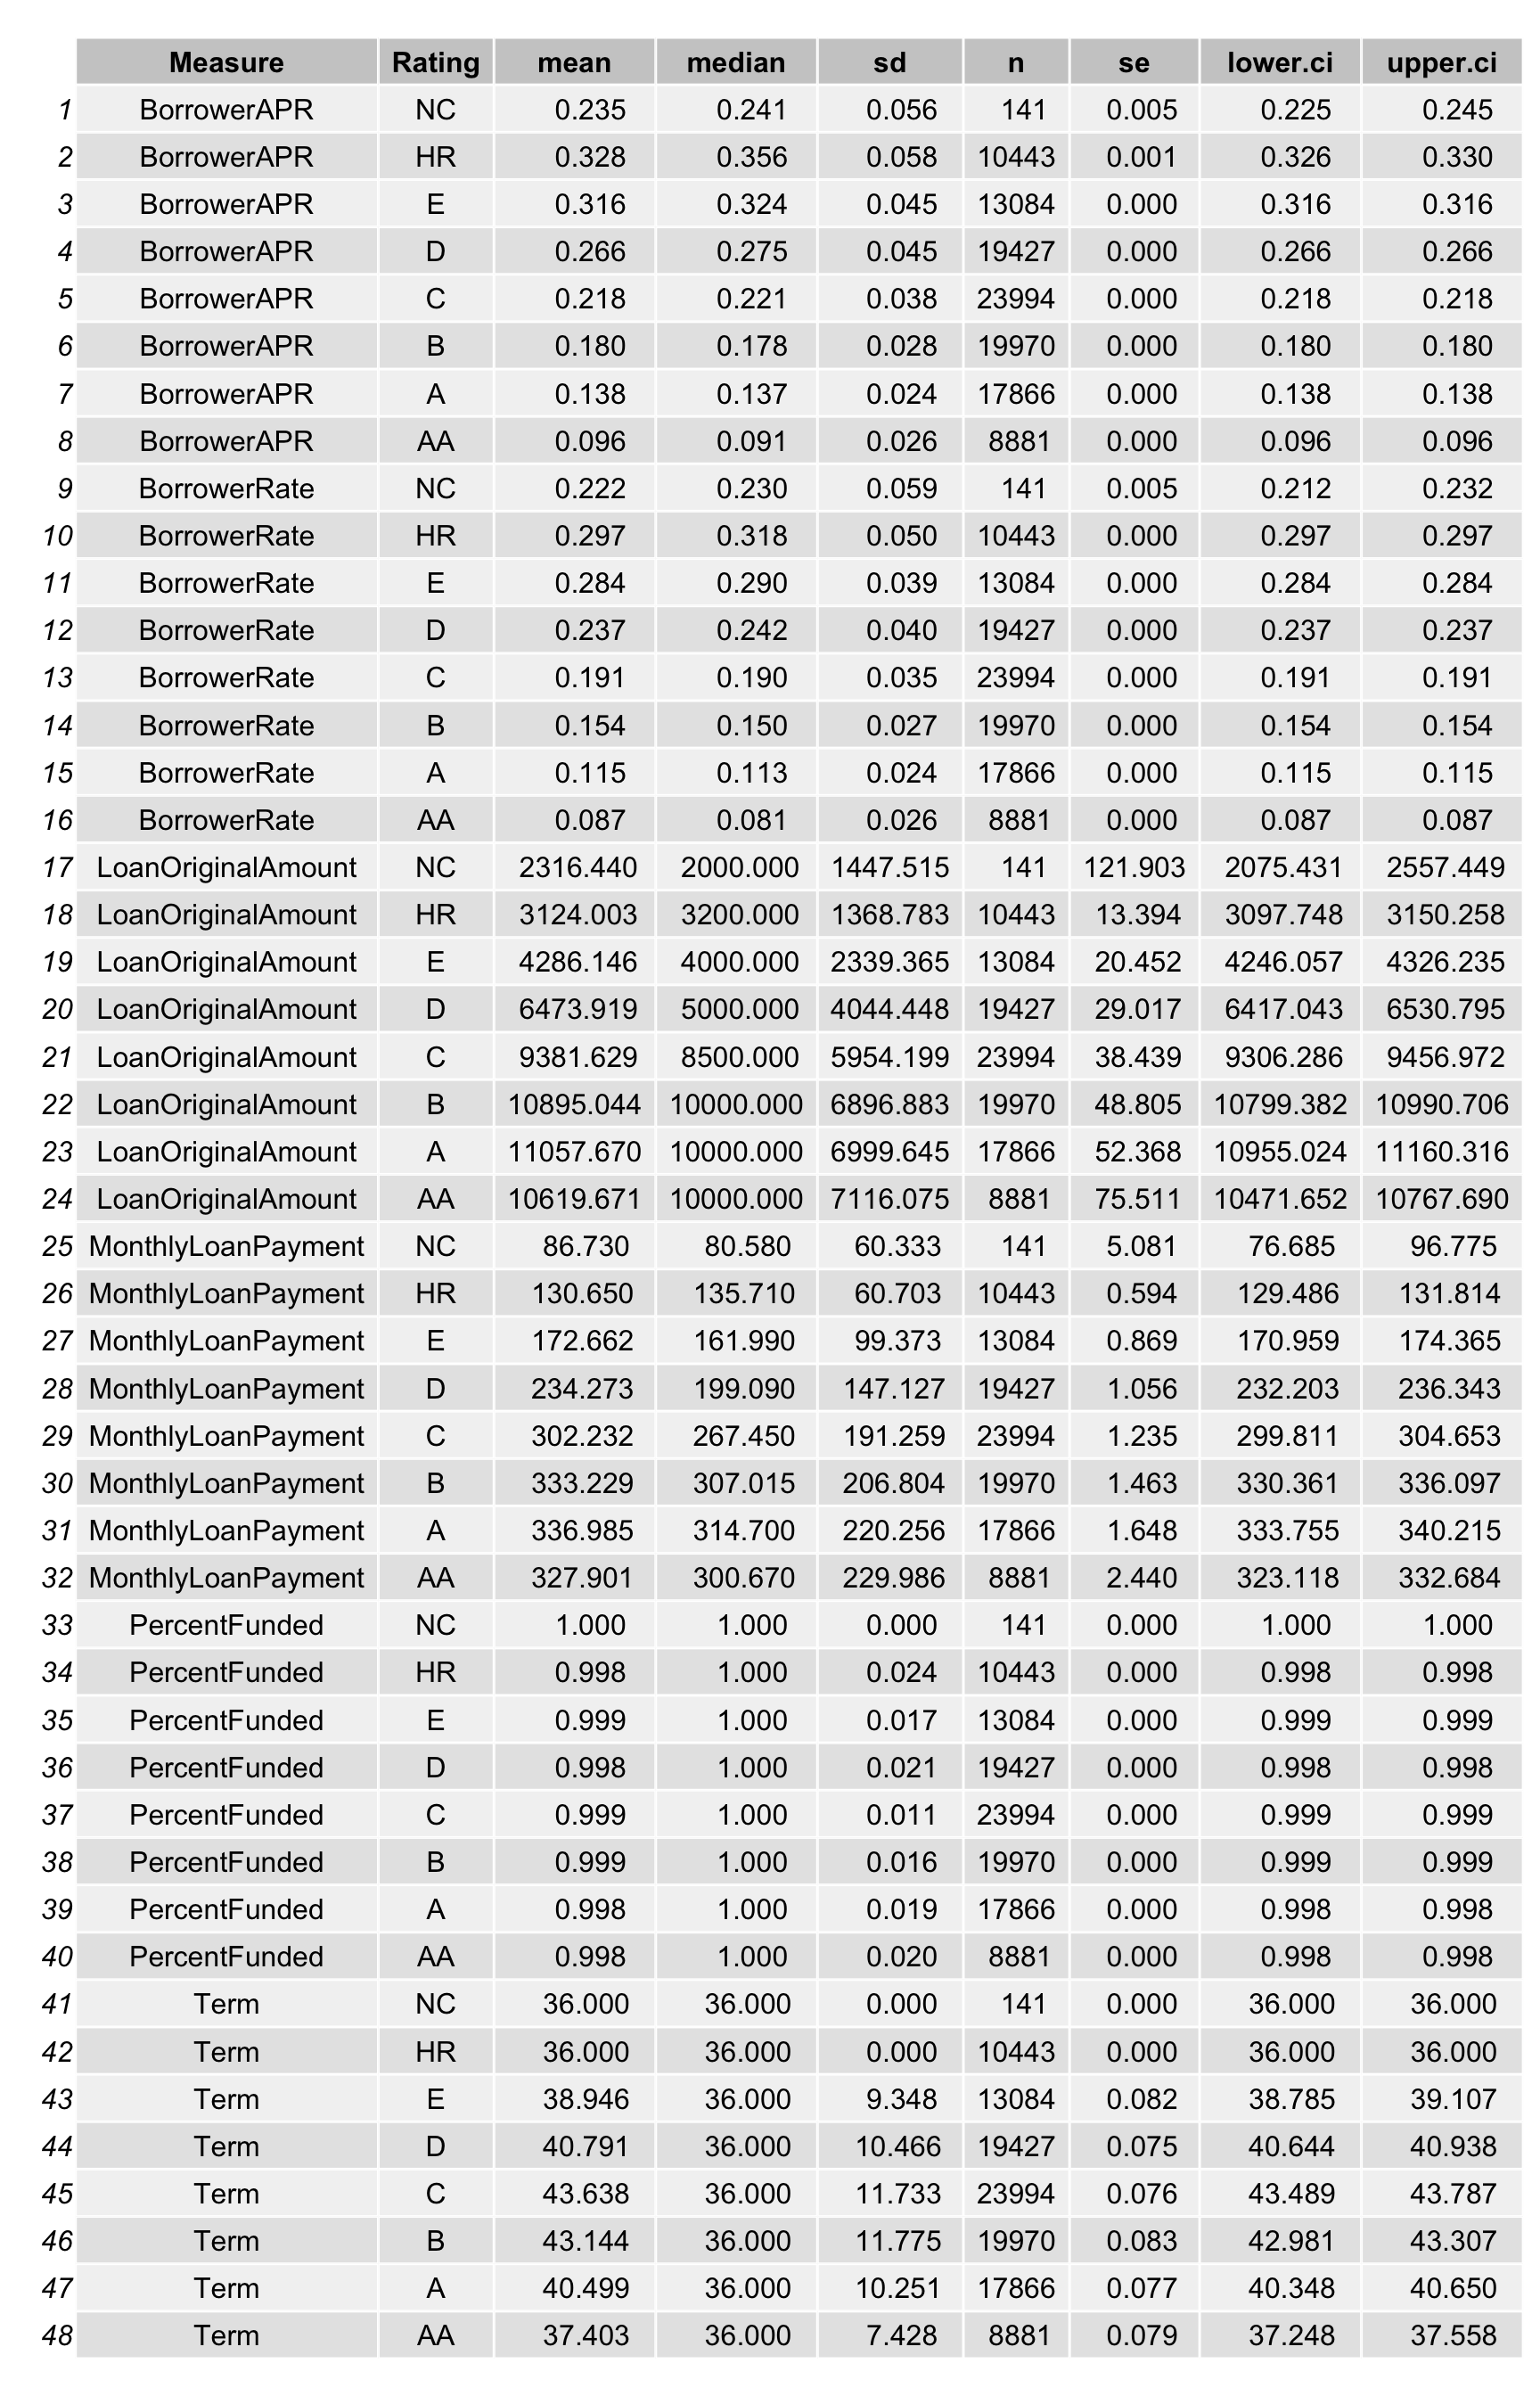 Measure Rating mean median sd n se lower.ci upper.ci
1 BorrowerAPR NC 0.235 0.241 0.056 141 0.005 0.225 0.245
2 BorrowerAPR HR 0.328 0.356 0.058 10443 0.001 0.326 0.330
3 BorrowerAPR E 0.316 0.324 0.045 13084 0.000 0.316 0.316
4 BorrowerAPR D 0.266 0.275 0.045 19427 0.000 0.266 0.266
5 BorrowerAPR C 0.218 0.221 0.038 23994 0.000 0.218 0.218
6 BorrowerAPR B 0.180 0.178 0.028 19970 0.000 0.180 0.180
7 BorrowerAPR A 0.138 0.137 0.024 17866 0.000 0.138 0.138
8 BorrowerAPR AA 0.096 0.091 0.026 8881 0.000 0.096 0.096
9 BorrowerRate NC 0.222 0.230 0.059 141 0.005 0.212 0.232
10 BorrowerRate HR 0.297 0.318 0.050 10443 0.000 0.297 0.297
11 BorrowerRate E 0.284 0.290 0.039 13084 0.000 0.284 0.284
12 BorrowerRate D 0.237 0.242 0.040 19427 0.000 0.237 0.237
13 BorrowerRate C 0.191 0.190 0.035 23994 0.000 0.191 0.191
14 BorrowerRate B 0.154 0.150 0.027 19970 0.000 0.154 0.154
15 BorrowerRate A 0.115 0.113 0.024 17866 0.000 0.115 0.115
16 BorrowerRate AA 0.087 0.081 0.026 8881 0.000 0.087 0.087
17 LoanOriginalAmount NC 2316.440 2000.000 1447.515 141 121.903 2075.431 2557.449
18 LoanOriginalAmount HR 3124.003 3200.000 1368.783 10443 13.394 3097.748 3150.258
19 LoanOriginalAmount E 4286.146 4000.000 2339.365 13084 20.452 4246.057 4326.235
20 LoanOriginalAmount D 6473.919 5000.000 4044.448 19427 29.017 6417.043 6530.795
21 LoanOriginalAmount C 9381.629 8500.000 5954.199 23994 38.439 9306.286 9456.972
22 LoanOriginalAmount B 10895.044 10000.000 6896.883 19970 48.805 10799.382 10990.706
23 LoanOriginalAmount A 11057.670 10000.000 6999.645 17866 52.368 10955.024 11160.316
24 LoanOriginalAmount AA 10619.671 10000.000 7116.075 8881 75.511 10471.652 10767.690
25 MonthlyLoanPayment NC 86.730 80.580 60.333 141 5.081 76.685 96.775
26 MonthlyLoanPayment HR 130.650 135.710 60.703 10443 0.594 129.486 131.814
27 MonthlyLoanPayment E 172.662 161.990 99.373 13084 0.869 170.959 174.365
28 MonthlyLoanPayment D 234.273 199.090 147.127 19427 1.056 232.203 236.343
29 MonthlyLoanPayment C 302.232 267.450 191.259 23994 1.235 299.811 304.653
30 MonthlyLoanPayment B 333.229 307.015 206.804 19970 1.463 330.361 336.097
31 MonthlyLoanPayment A 336.985 314.700 220.256 17866 1.648 333.755 340.215
32 MonthlyLoanPayment AA 327.901 300.670 229.986 8881 2.440 323.118 332.684
33 PercentFunded NC 1.000 1.000 0.000 141 0.000 1.000 1.000
34 PercentFunded HR 0.998 1.000 0.024 10443 0.000 0.998 0.998
35 PercentFunded E 0.999 1.000 0.017 13084 0.000 0.999 0.999
36 PercentFunded D 0.998 1.000 0.021 19427 0.000 0.998 0.998
37 PercentFunded C 0.999 1.000 0.011 23994 0.000 0.999 0.999
38 PercentFunded B 0.999 1.000 0.016 19970 0.000 0.999 0.999
39 PercentFunded A 0.998 1.000 0.019 17866 0.000 0.998 0.998
40 PercentFunded AA 0.998 1.000 0.020 8881 0.000 0.998 0.998
41 Term NC 36.000 36.000 0.000 141 0.000 36.000 36.000
42 Term HR 36.000 36.000 0.000 10443 0.000 36.000 36.000
43 Term E 38.946 36.000 9.348 13084 0.082 38.785 39.107
44 Term D 40.791 36.000 10.466 19427 0.075 40.644 40.938
45 Term C 43.638 36.000 11.733 23994 0.076 43.489 43.787
46 Term B 43.144 36.000 11.775 19970 0.083 42.981 43.307
47 Term A 40.499 36.000 10.251 17866 0.077 40.348 40.650
48 Term AA 37.403 36.000 7.428 8881 0.079 37.248 37.558